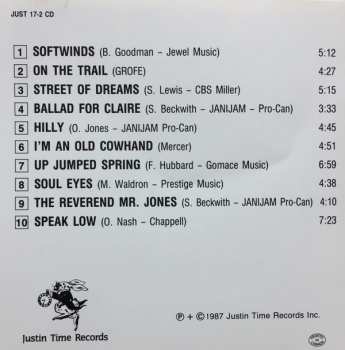 JUST 17-2 CD
1 SOFTWINDS (B. Goodman – Jewel Music) 5:12
2 ON THE TRAIL (GROFE) 4:27
3 STREET OF DREAMS (S. Lewis – CBS Miller) 5:15
4 BALLAD FOR CLAIRE (S. Beckwith – JANIJAM – Pro-Can) 3:33
5 HILLY (O. Jones – JANIJAM Pro-Can) 4:45
6 I'M AN OLD COWHAND (Mercer) 4:51
7 UP JUMPED SPRING (F. Hubbard – Gomace Music) 6:59
8 SOUL EYES (M. Waldron – Prestige Music) 4:38
9 THE REVEREND MR. JONES (S. Beckwith – JANIJAM Pro-Can) 4:10
10 SPEAK LOW (O. Nash – Chappell) 7:23
Justin Time Records
℗ + ©1987 Justin Time Records Inc.